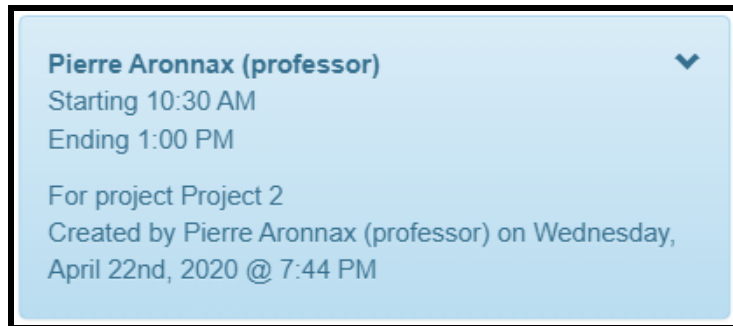 Pierre Aronnax (professor)
Starting 10:30 AM
Ending 1:00 PM
For project Project 2
Created by Pierre Aronnax (professor) on Wednesday,
April 22nd, 2020 @ 7:44 PM